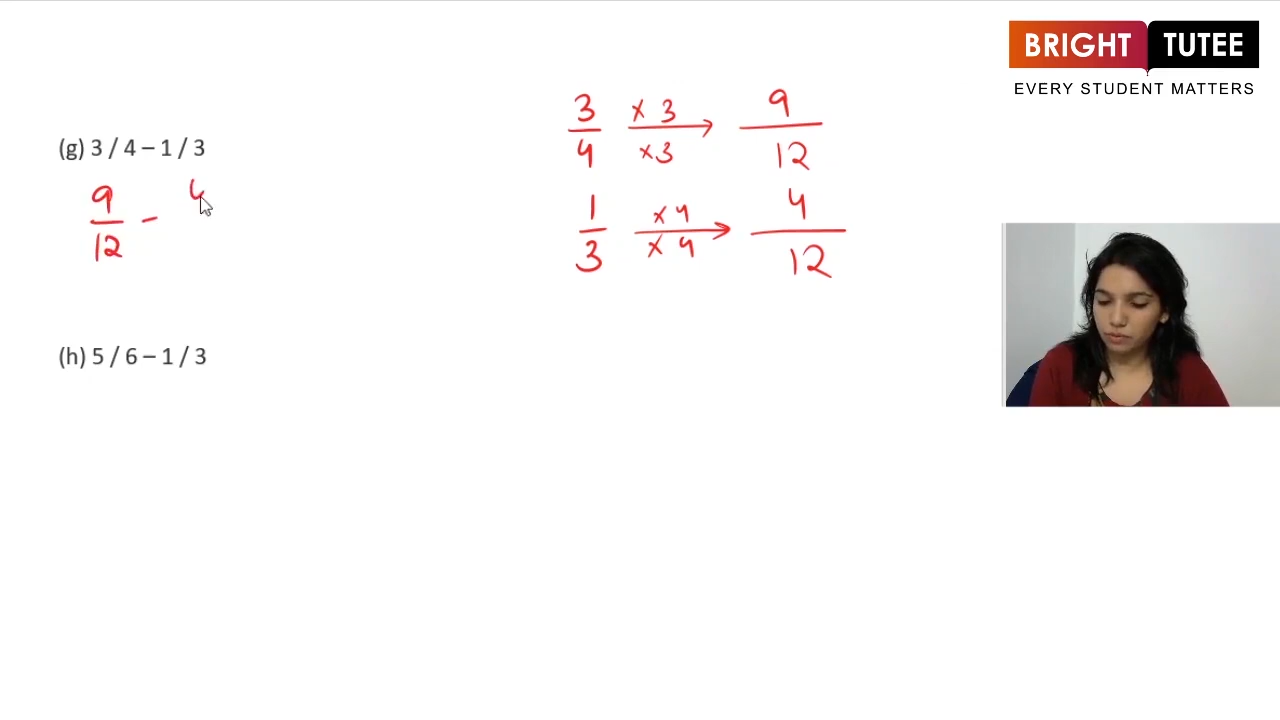 BRIGHT TUTEE
EVERY STUDENT MATTERS
3/4 ×3/×3 → 9/12
(g) 3 / 4 – 1 / 3
9/12 – 4
1/3 ×4/×4 → 4/12
(h) 5 / 6 – 1 / 3